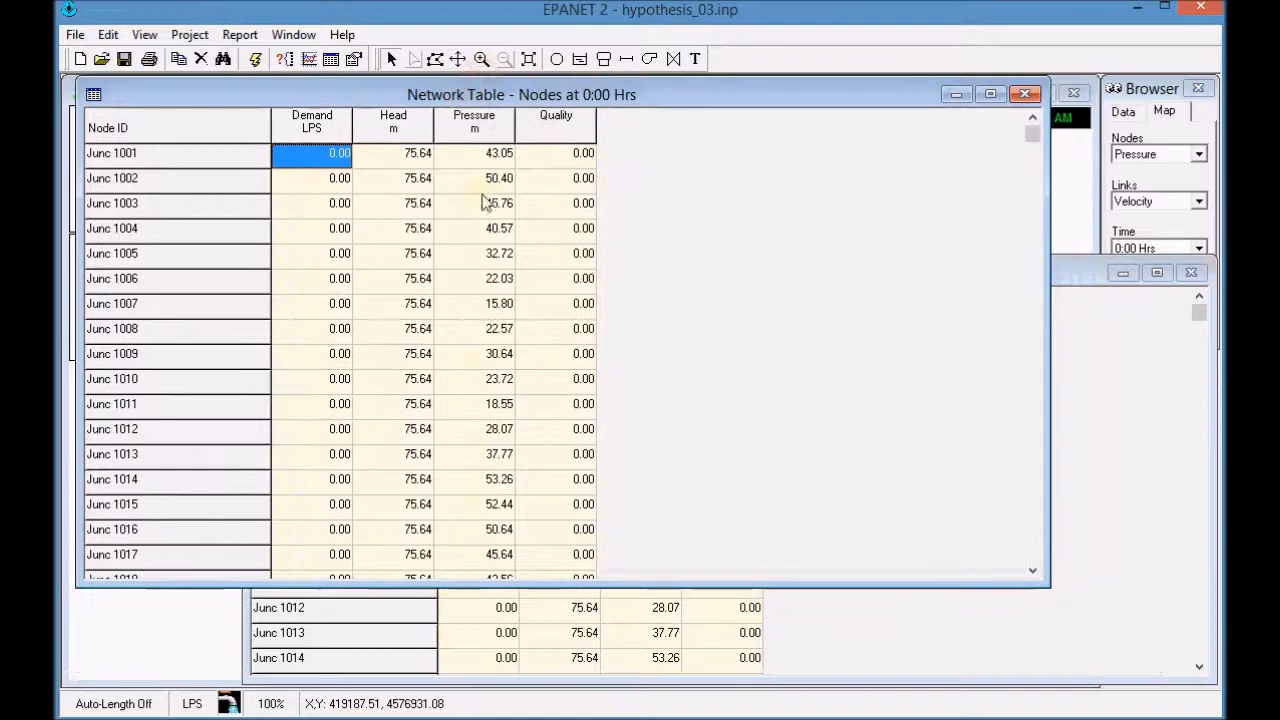 EPANET 2 - hypothesis_03.inp
File Edit View Project Report Window Help
T
Network Table - Nodes at 0:00 Hrs
AM
Browser
Data Map
Nodes
Pressure
Links
Velocity
Time
0:00 Hrs
Node ID Demand LPS Head m Pressure m Quality
Junc 1001 0.00 75.64 43.05 0.00
Junc 1002 0.00 75.64 50.40 0.00
Junc 1003 0.00 75.64 0.00
Junc 1004 0.00 75.64 40.57 0.00
Junc 1005 0.00 75.64 32.72 0.00
Junc 1006 0.00 75.64 22.03 0.00
Junc 1007 0.00 75.64 15.80 0.00
Junc 1008 0.00 75.64 22.57 0.00
Junc 1009 0.00 75.64 30.64 0.00
Junc 1010 0.00 75.64 23.72 0.00
Junc 1011 0.00 75.64 18.55 0.00
Junc 1012 0.00 75.64 28.07 0.00
Junc 1013 0.00 75.64 37.77 0.00
Junc 1014 0.00 75.64 53.26 0.00
Junc 1015 0.00 75.64 52.44 0.00
Junc 1016 0.00 75.64 50.64 0.00
Junc 1017 0.00 75.64 45.64 0.00
Junc 1012 0.00 75.64 28.07 0.00
Junc 1013 0.00 75.64 37.77 0.00
Junc 1014 0.00 75.64 53.26 0.00
Auto-Length Off LPS 100% X,Y: 419187.51, 4576931.08